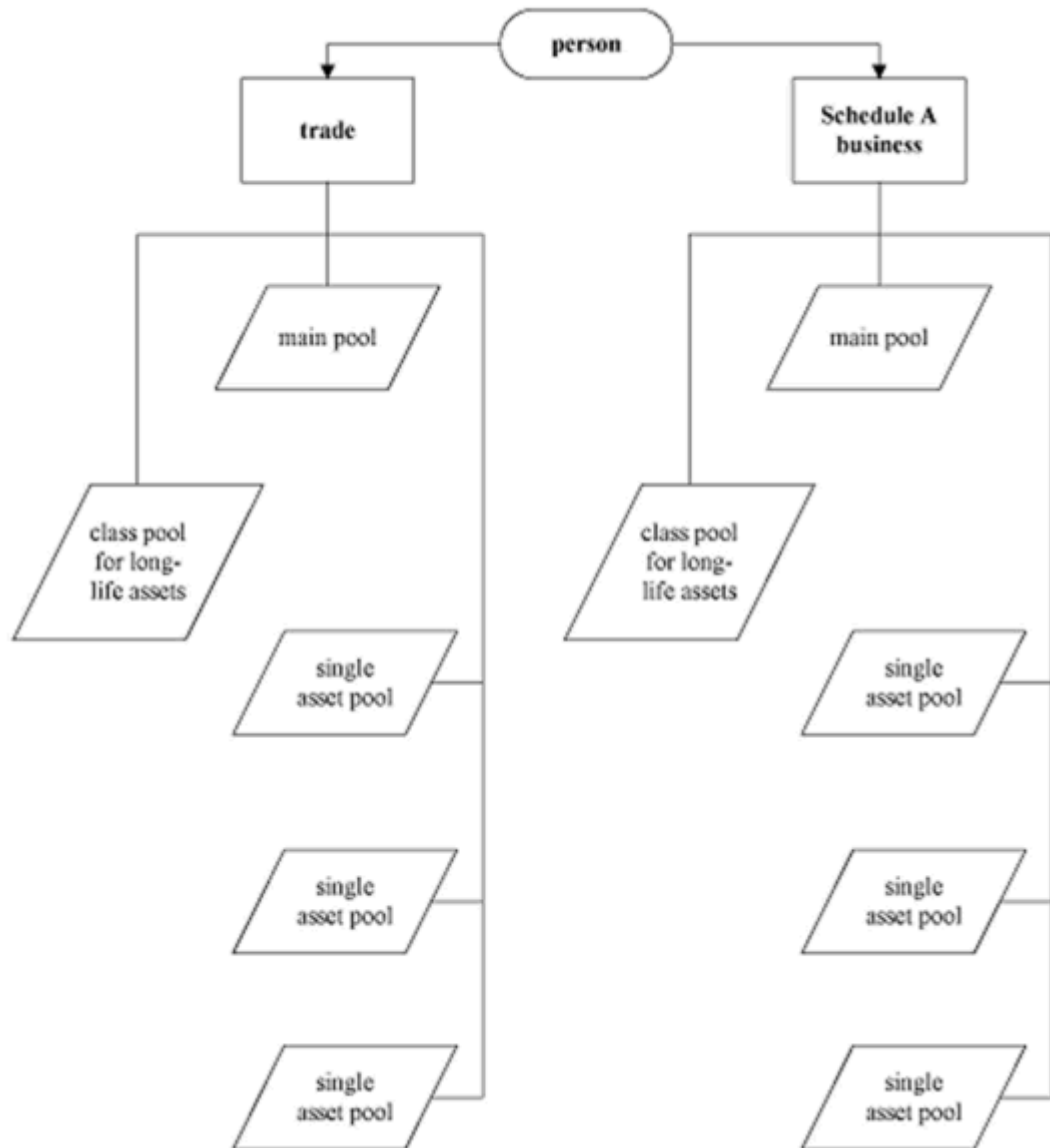 person
trade
Schedule A
business
main pool
main pool
class pool
for long-
life assets
class pool
for long-
life assets
single
asset pool
single
asset pool
single
asset pool
single
asset pool
single
asset pool
single
asset pool